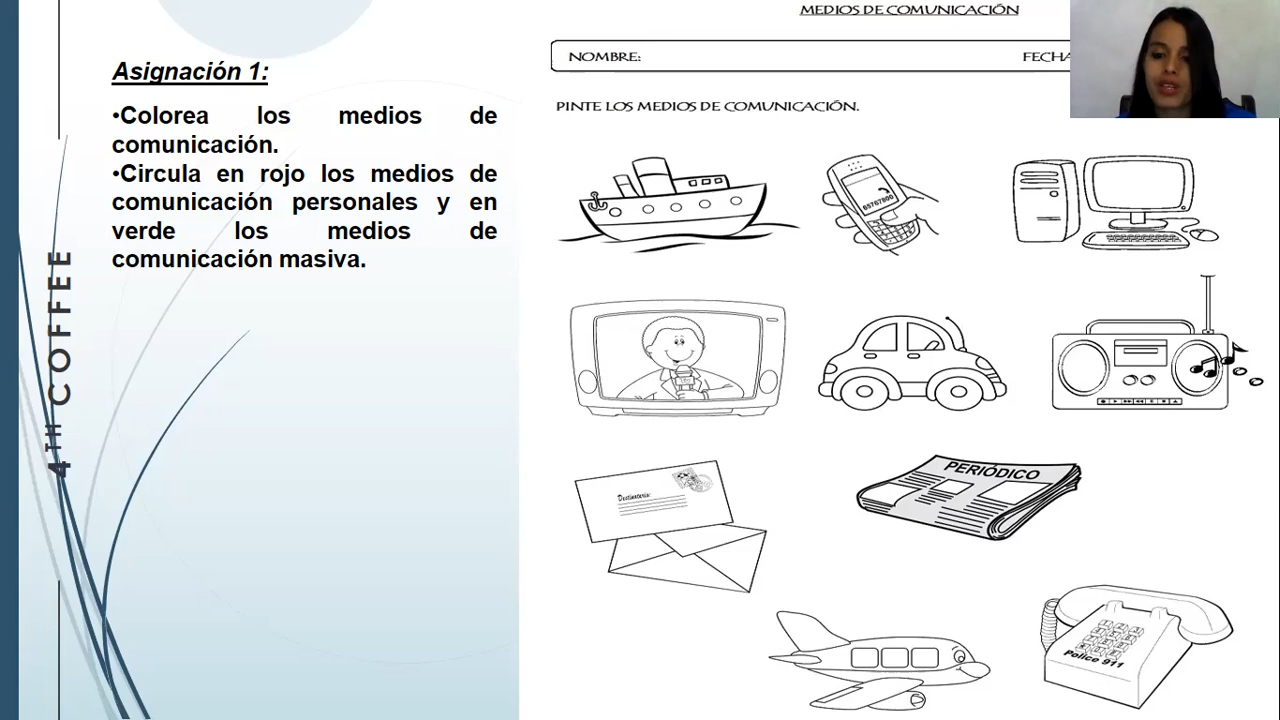 MEDIOS DE COMUNICACIÓN
Asignación 1:
•Colorea los medios de
comunicación.
•Circula en rojo los medios de
comunicación personales y en
verde los medios de
comunicación masiva.
4TH COFFEE
NOMBRE: FECHA
PINTE LOS MEDIOS DE COMUNICACIÓN.
65767800
Destinatario:
PERIÓDICO
Police 911